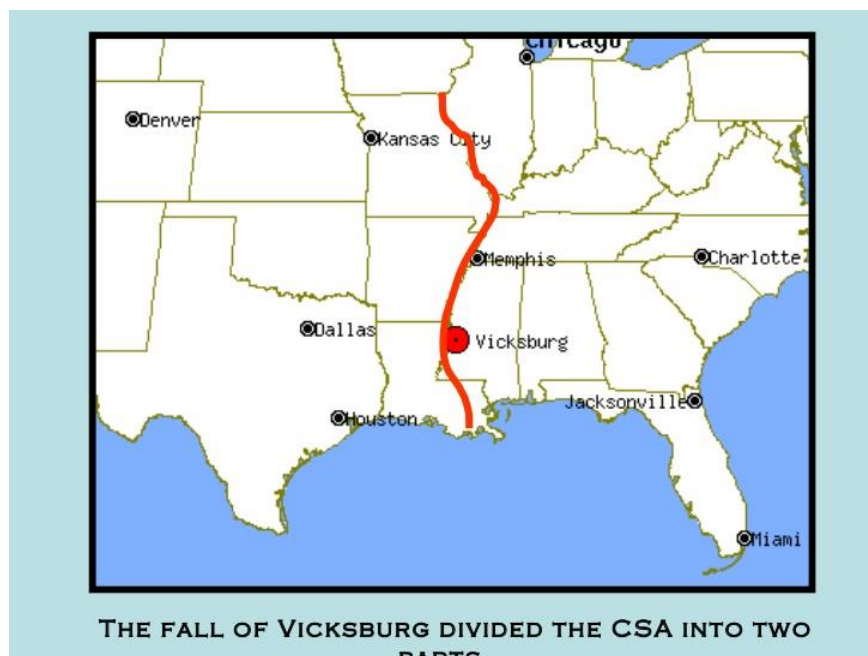 Chicago
Denver
Kansas City
Memphis
Charlotte
Dallas
Vicksburg
Jacksonville
Houston
Miami
The fall of Vicksburg divided the CSA into two
parts